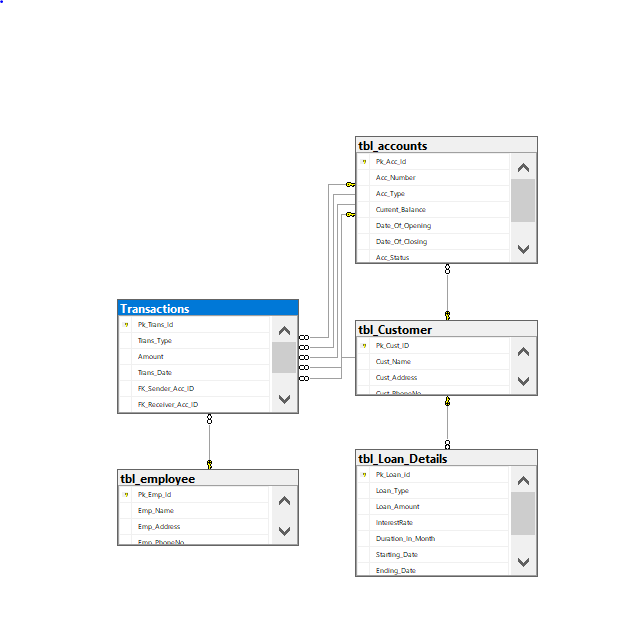 tbl_accounts
Pk_Acc_Id
Acc_Number
Acc_Type
Current_Balance
Date_Of_Opening
Date_Of_Closing
Acc_Status
Transactions
Pk_Trans_Id
Trans_Type
Amount
Trans_Date
FK_Sender_Acc_ID
FK_Receiver_Acc_ID
tbl_Customer
Pk_Cust_ID
Cust_Name
Cust_Address
Cust_PhoneNo
tbl_employee
Pk_Emp_Id
Emp_Name
Emp_Address
Emp_PhoneNo
tbl_Loan_Details
Pk_Loan_Id
Loan_Type
Loan_Amount
InterestRate
Duration_In_Month
Starting_Date
Ending_Date